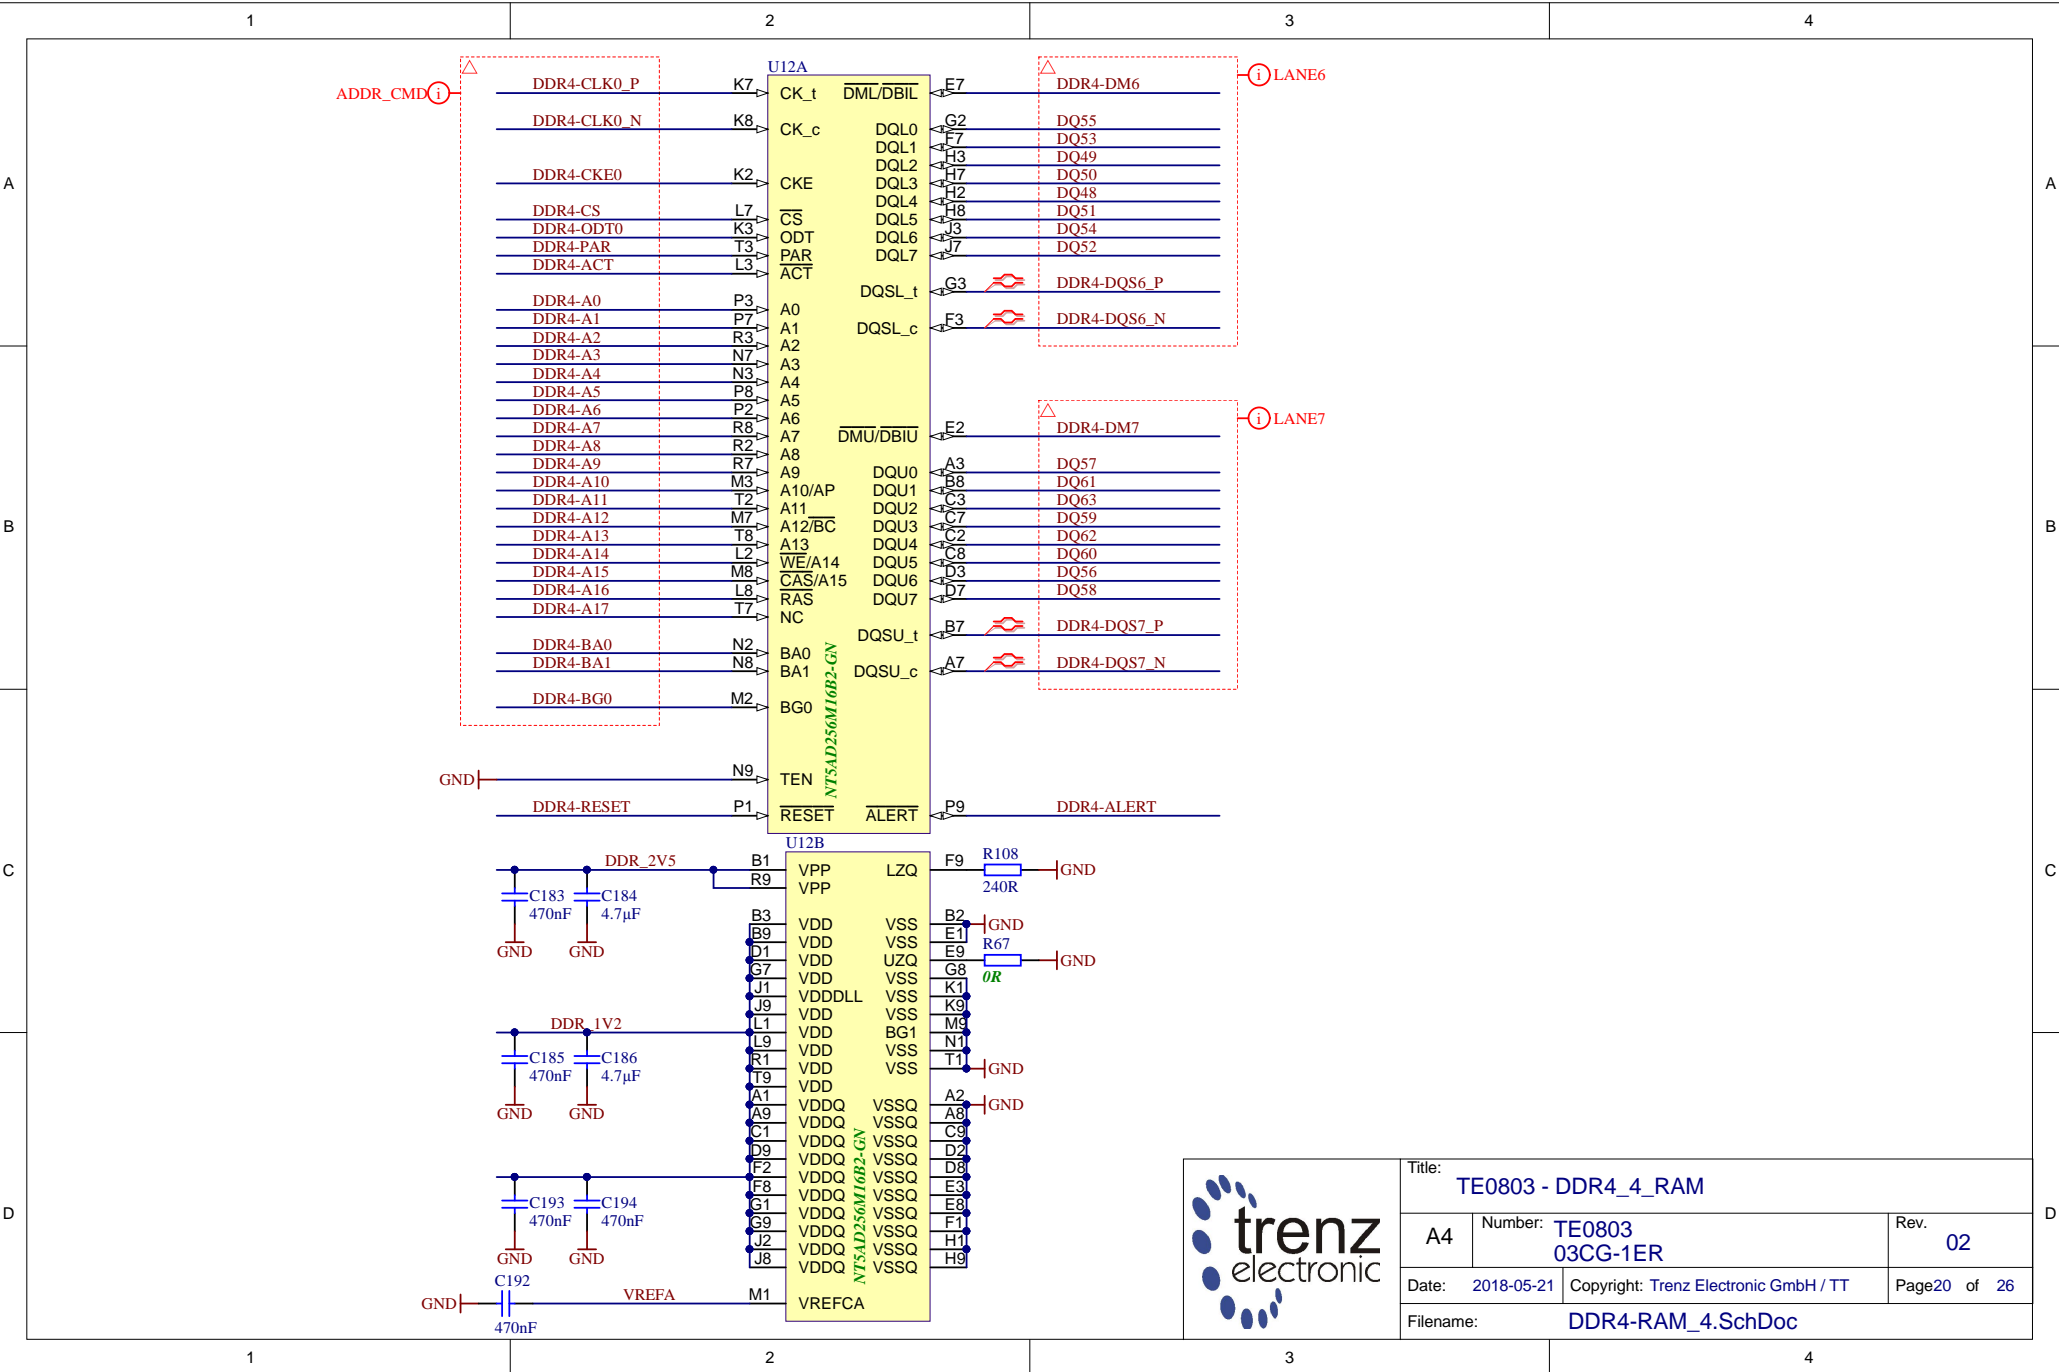 1 2 3 4
A
B
C
D
A
B
C
D
ADDR_CMD i
DDR4-CLK0_P K7 CK_t
DDR4-CLK0_N K8 CK_c
DDR4-CKE0 K2 CKE
DDR4-CS L7 CS
DDR4-ODT0 K3 ODT
DDR4-PAR T3 PAR
DDR4-ACT L3 ACT
DDR4-A0 P3 A0
DDR4-A1 P7 A1
DDR4-A2 R3 A2
DDR4-A3 N7 A3
DDR4-A4 N3 A4
DDR4-A5 P8 A5
DDR4-A6 P2 A6
DDR4-A7 R8 A7
DDR4-A8 R2 A8
DDR4-A9 R7 A9
DDR4-A10 M3 A10/AP
DDR4-A11 T2 A11
DDR4-A12 M7 A12/BC
DDR4-A13 T8 A13
DDR4-A14 L2 WE/A14
DDR4-A15 M8 CAS/A15
DDR4-A16 L8 RAS
DDR4-A17 T7 NC
DDR4-BA0 N2 BA0
DDR4-BA1 N8 BA1
DDR4-BG0 M2 BG0
GND N9 TEN
DDR4-RESET P1 RESET
U12A
NT5AD256M16B2-GN
DML/DBIL E7 DDR4-DM6
i LANE6
DQL0 G2 DQ55
DQL1 F7 DQ53
DQL2 H3 DQ49
DQL3 H7 DQ50
DQL4 H2 DQ48
DQL5 H8 DQ51
DQL6 J3 DQ54
DQL7 J7 DQ52
DQSL_t G3 DDR4-DQS6_P
DQSL_c F3 DDR4-DQS6_N
i LANE7
DMU/DBIU E2 DDR4-DM7
DQU0 A3 DQ57
DQU1 B8 DQ61
DQU2 C3 DQ63
DQU3 C7 DQ59
DQU4 C2 DQ62
DQU5 C8 DQ60
DQU6 D3 DQ56
DQU7 D7 DQ58
DQSU_t B7 DDR4-DQS7_P
DQSU_c A7 DDR4-DQS7_N
ALERT P9 DDR4-ALERT
U12B
NT5AD256M16B2-GN
DDR_2V5 B1 VPP
R9 VPP
C183 470nF GND
C184 4.7µF GND
B3 VDD
B9 VDD
D1 VDD
G7 VDD
J1 VDDDLL
J9 VDD
DDR_1V2 L1 VDD
L9 VDD
R1 VDD
T9 VDD
C185 470nF GND
C186 4.7µF GND
A1 VDDQ
A9 VDDQ
C1 VDDQ
D9 VDDQ
F2 VDDQ
F8 VDDQ
G1 VDDQ
G9 VDDQ
J2 VDDQ
J8 VDDQ
C193 470nF GND
C194 470nF GND
GND C192 470nF VREFA M1 VREFCA
LZQ F9 R108 240R GND
VSS B2 GND
VSS E1
UZQ E9 R67 0R GND
VSS G8
VSS K1
VSS K9
BG1 M9
VSS N1
VSS T1 GND
VSSQ A2 GND
VSSQ A8
VSSQ C9
VSSQ D2
VSSQ D8
VSSQ E3
VSSQ E8
VSSQ F1
VSSQ H1
VSSQ H9
trenz
electronic
Title:
TE0803 - DDR4_4_RAM
A4 Number: TE0803
03CG-1ER
Rev.
02
Date: 2018-05-21 Copyright: Trenz Electronic GmbH / TT Page20 of 26
Filename: DDR4-RAM_4.SchDoc
1 2 3 4